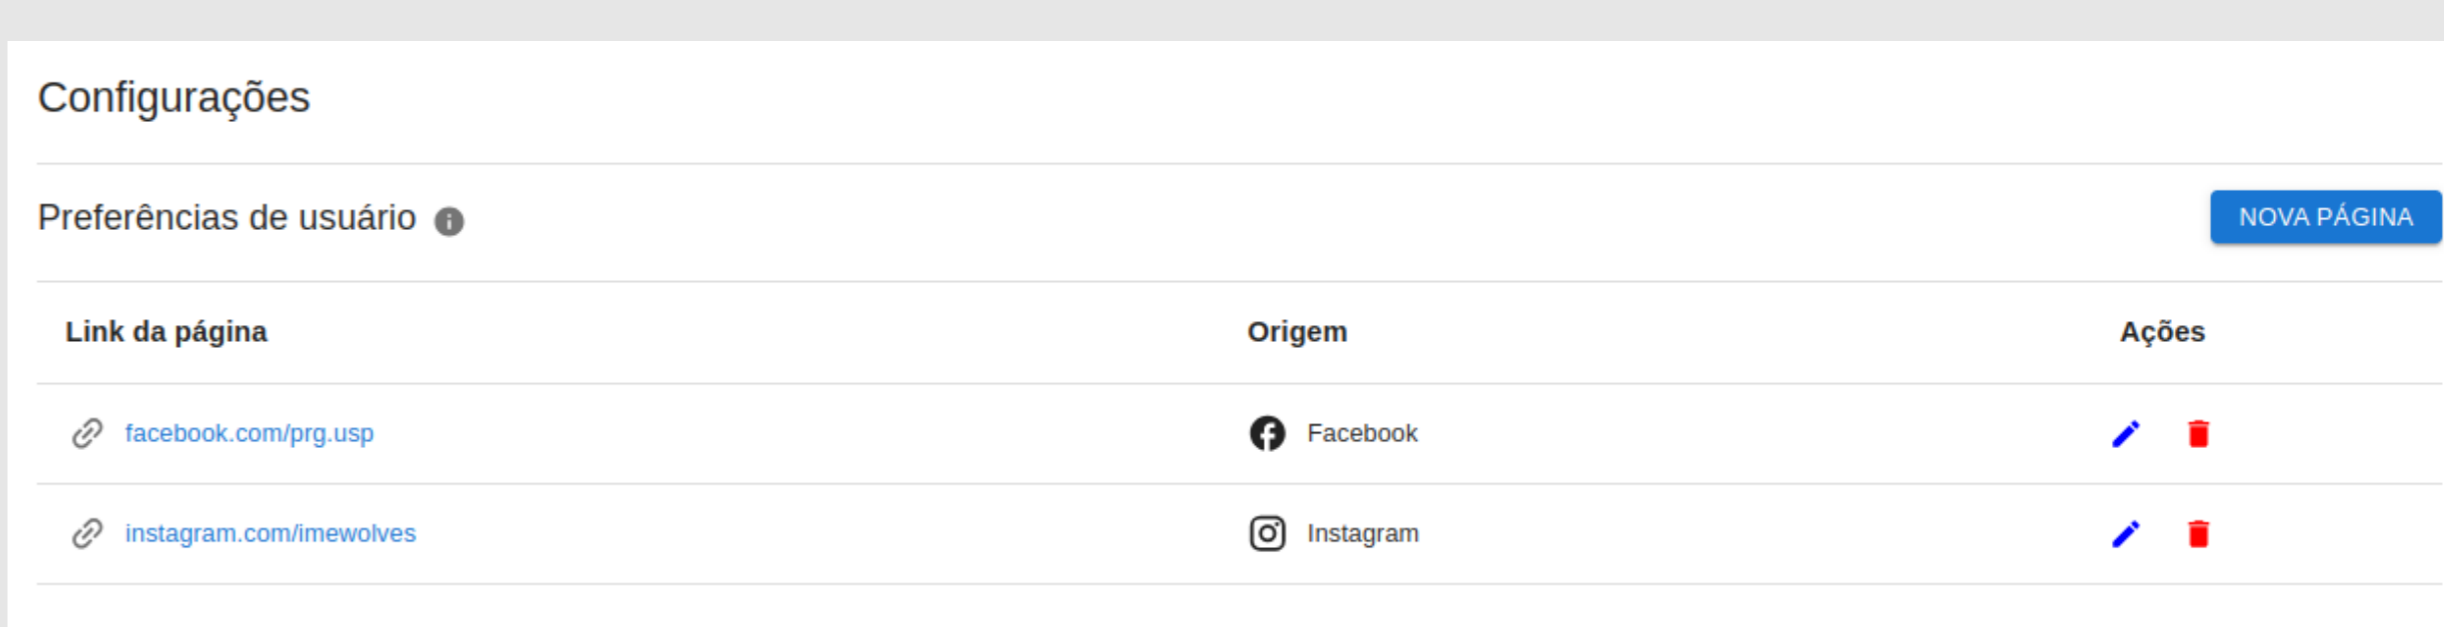 Configurações
Preferências de usuário
NOVA PÁGINA
Link da página Origem Ações
facebook.com/prg.usp Facebook
instagram.com/imewolves Instagram